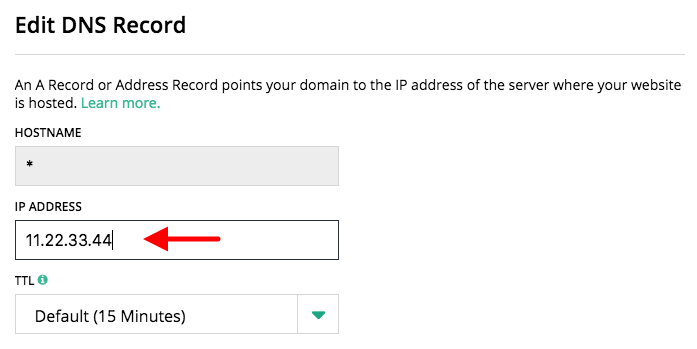 Edit DNS Record
An A Record or Address Record points your domain to the IP address of the server where your website
is hosted. Learn more.
HOSTNAME
*
IP ADDRESS
11.22.33.44
TTL
Default (15 Minutes)